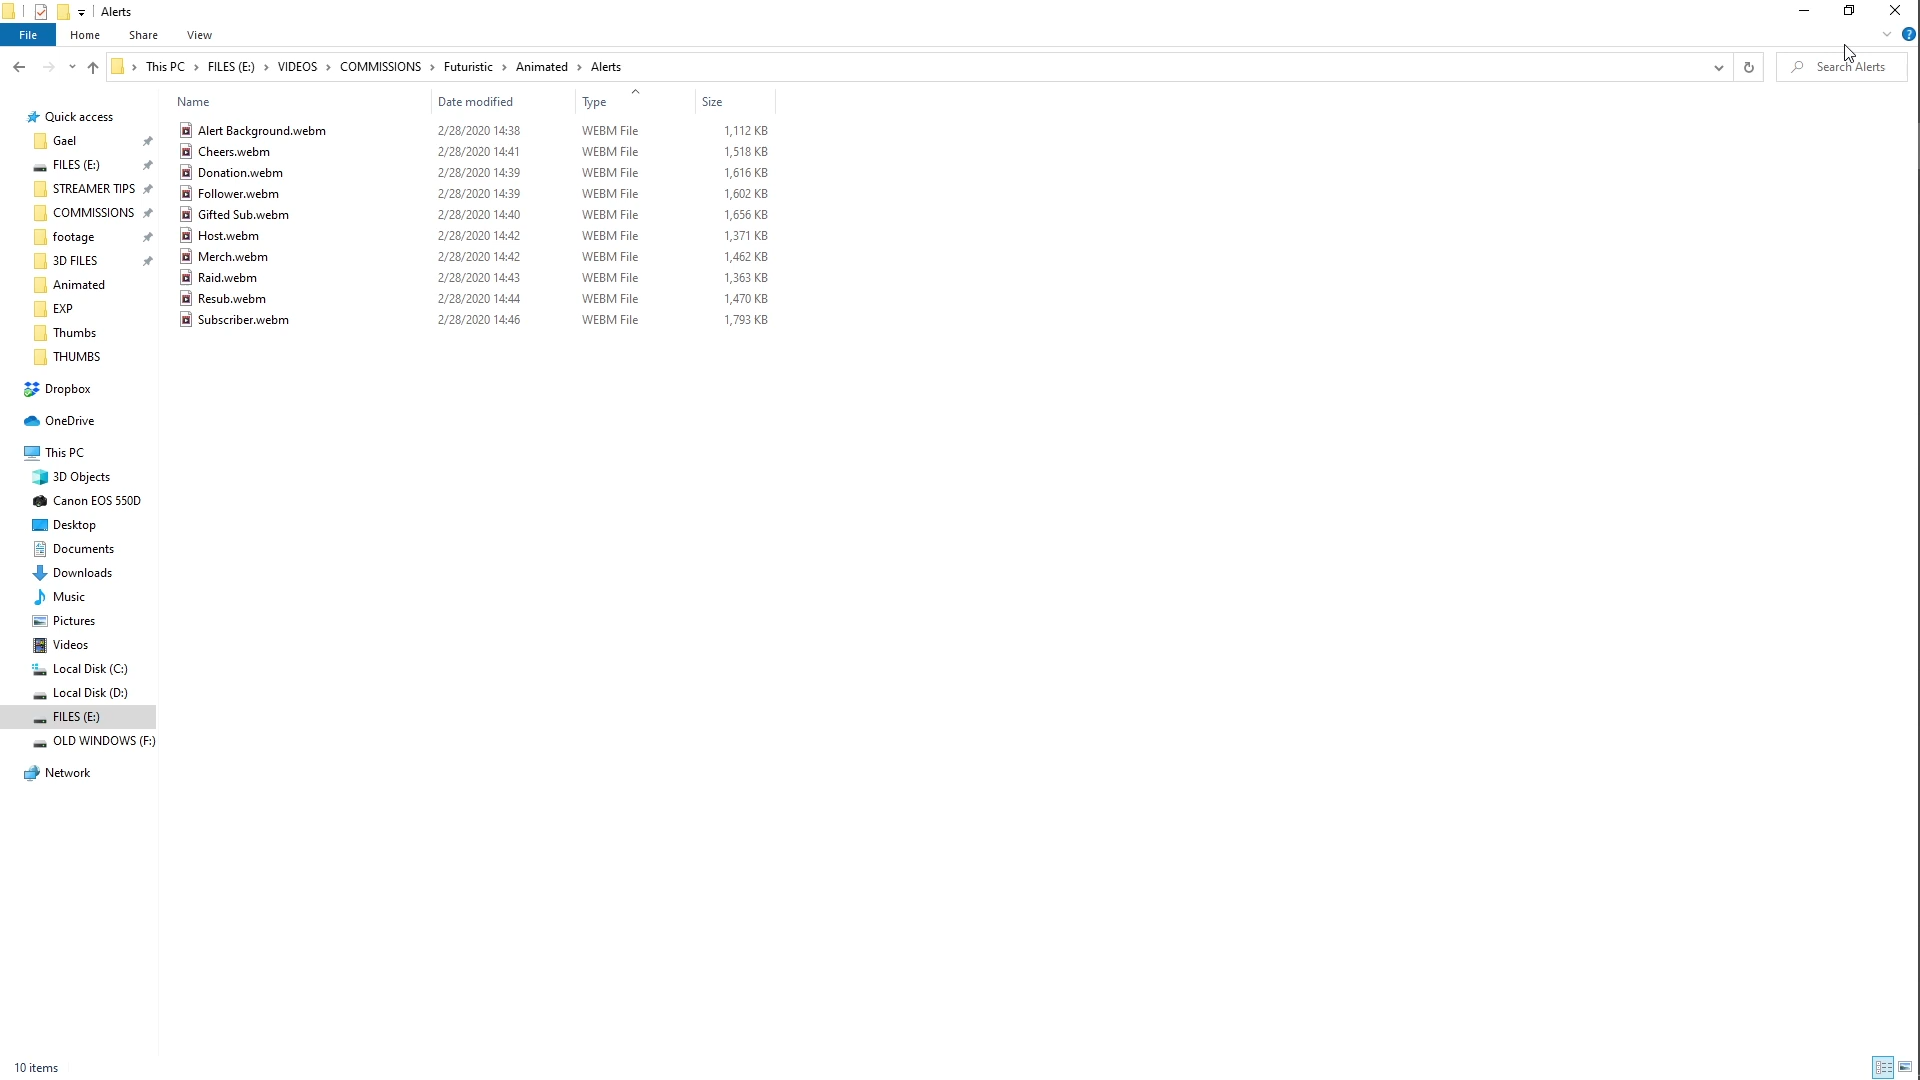 Alerts
File Home Share View
This PC FILES (E:) VIDEOS COMMISSIONS Futuristic Animated Alerts Search Alerts
Name Date modified Type Size
Quick access
Gael
FILES (E:)
STREAMER TIPS
COMMISSIONS
footage
3D FILES
Animated
EXP
Thumbs
THUMBS
Dropbox
OneDrive
This PC
3D Objects
Canon EOS 550D
Desktop
Documents
Downloads
Music
Pictures
Videos
Local Disk (C:)
Local Disk (D:)
FILES (E:)
OLD WINDOWS (F:)
Network
Alert Background.webm 2/28/2020 14:38 WEBM File 1,112 KB
Cheers.webm 2/28/2020 14:41 WEBM File 1,518 KB
Donation.webm 2/28/2020 14:39 WEBM File 1,616 KB
Follower.webm 2/28/2020 14:39 WEBM File 1,602 KB
Gifted Sub.webm 2/28/2020 14:40 WEBM File 1,656 KB
Host.webm 2/28/2020 14:42 WEBM File 1,371 KB
Merch.webm 2/28/2020 14:42 WEBM File 1,462 KB
Raid.webm 2/28/2020 14:43 WEBM File 1,363 KB
Resub.webm 2/28/2020 14:44 WEBM File 1,470 KB
Subscriber.webm 2/28/2020 14:46 WEBM File 1,793 KB
10 items